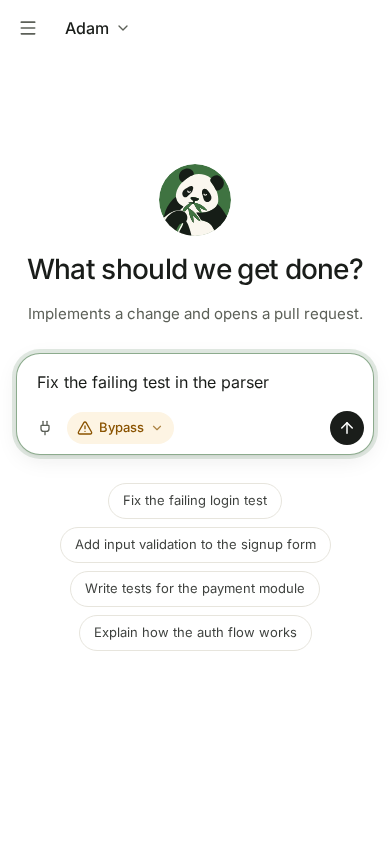 Adam
What should we get done?
Implements a change and opens a pull request.
Fix the failing test in the parser
Bypass
Fix the failing login test
Add input validation to the signup form
Write tests for the payment module
Explain how the auth flow works